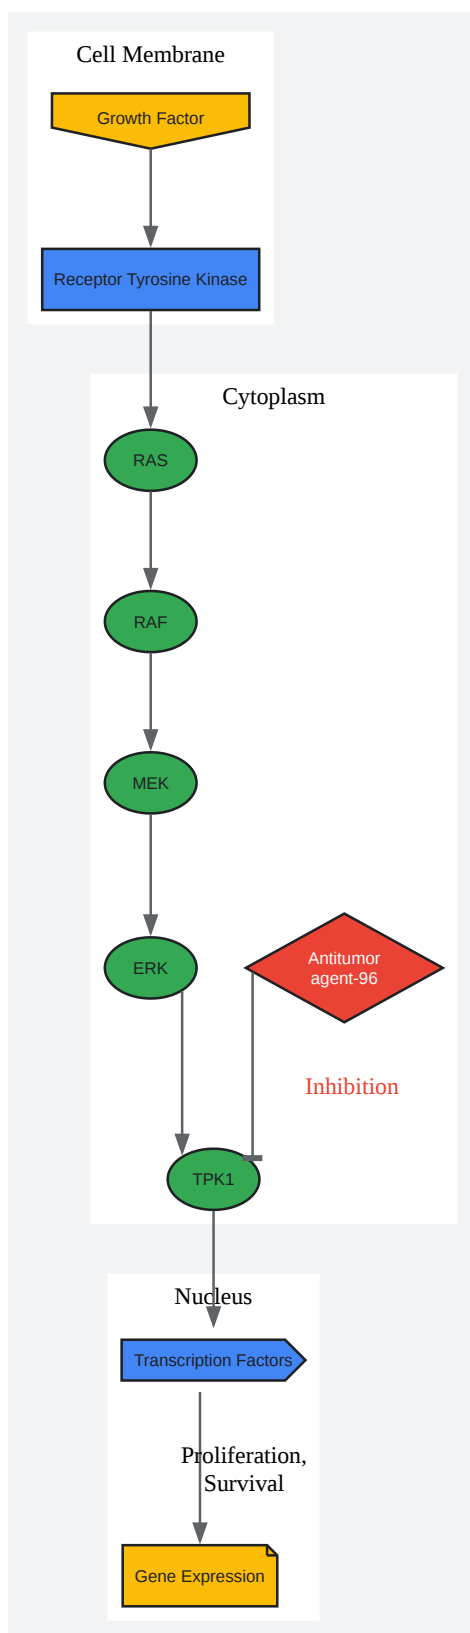 Cell Membrane
Growth Factor
Receptor Tyrosine Kinase
Cytoplasm
RAS
RAF
MEK
ERK
Antitumor
agent-96
Inhibition
TPK1
Nucleus
Transcription Factors
Proliferation,
Survival
Gene Expression